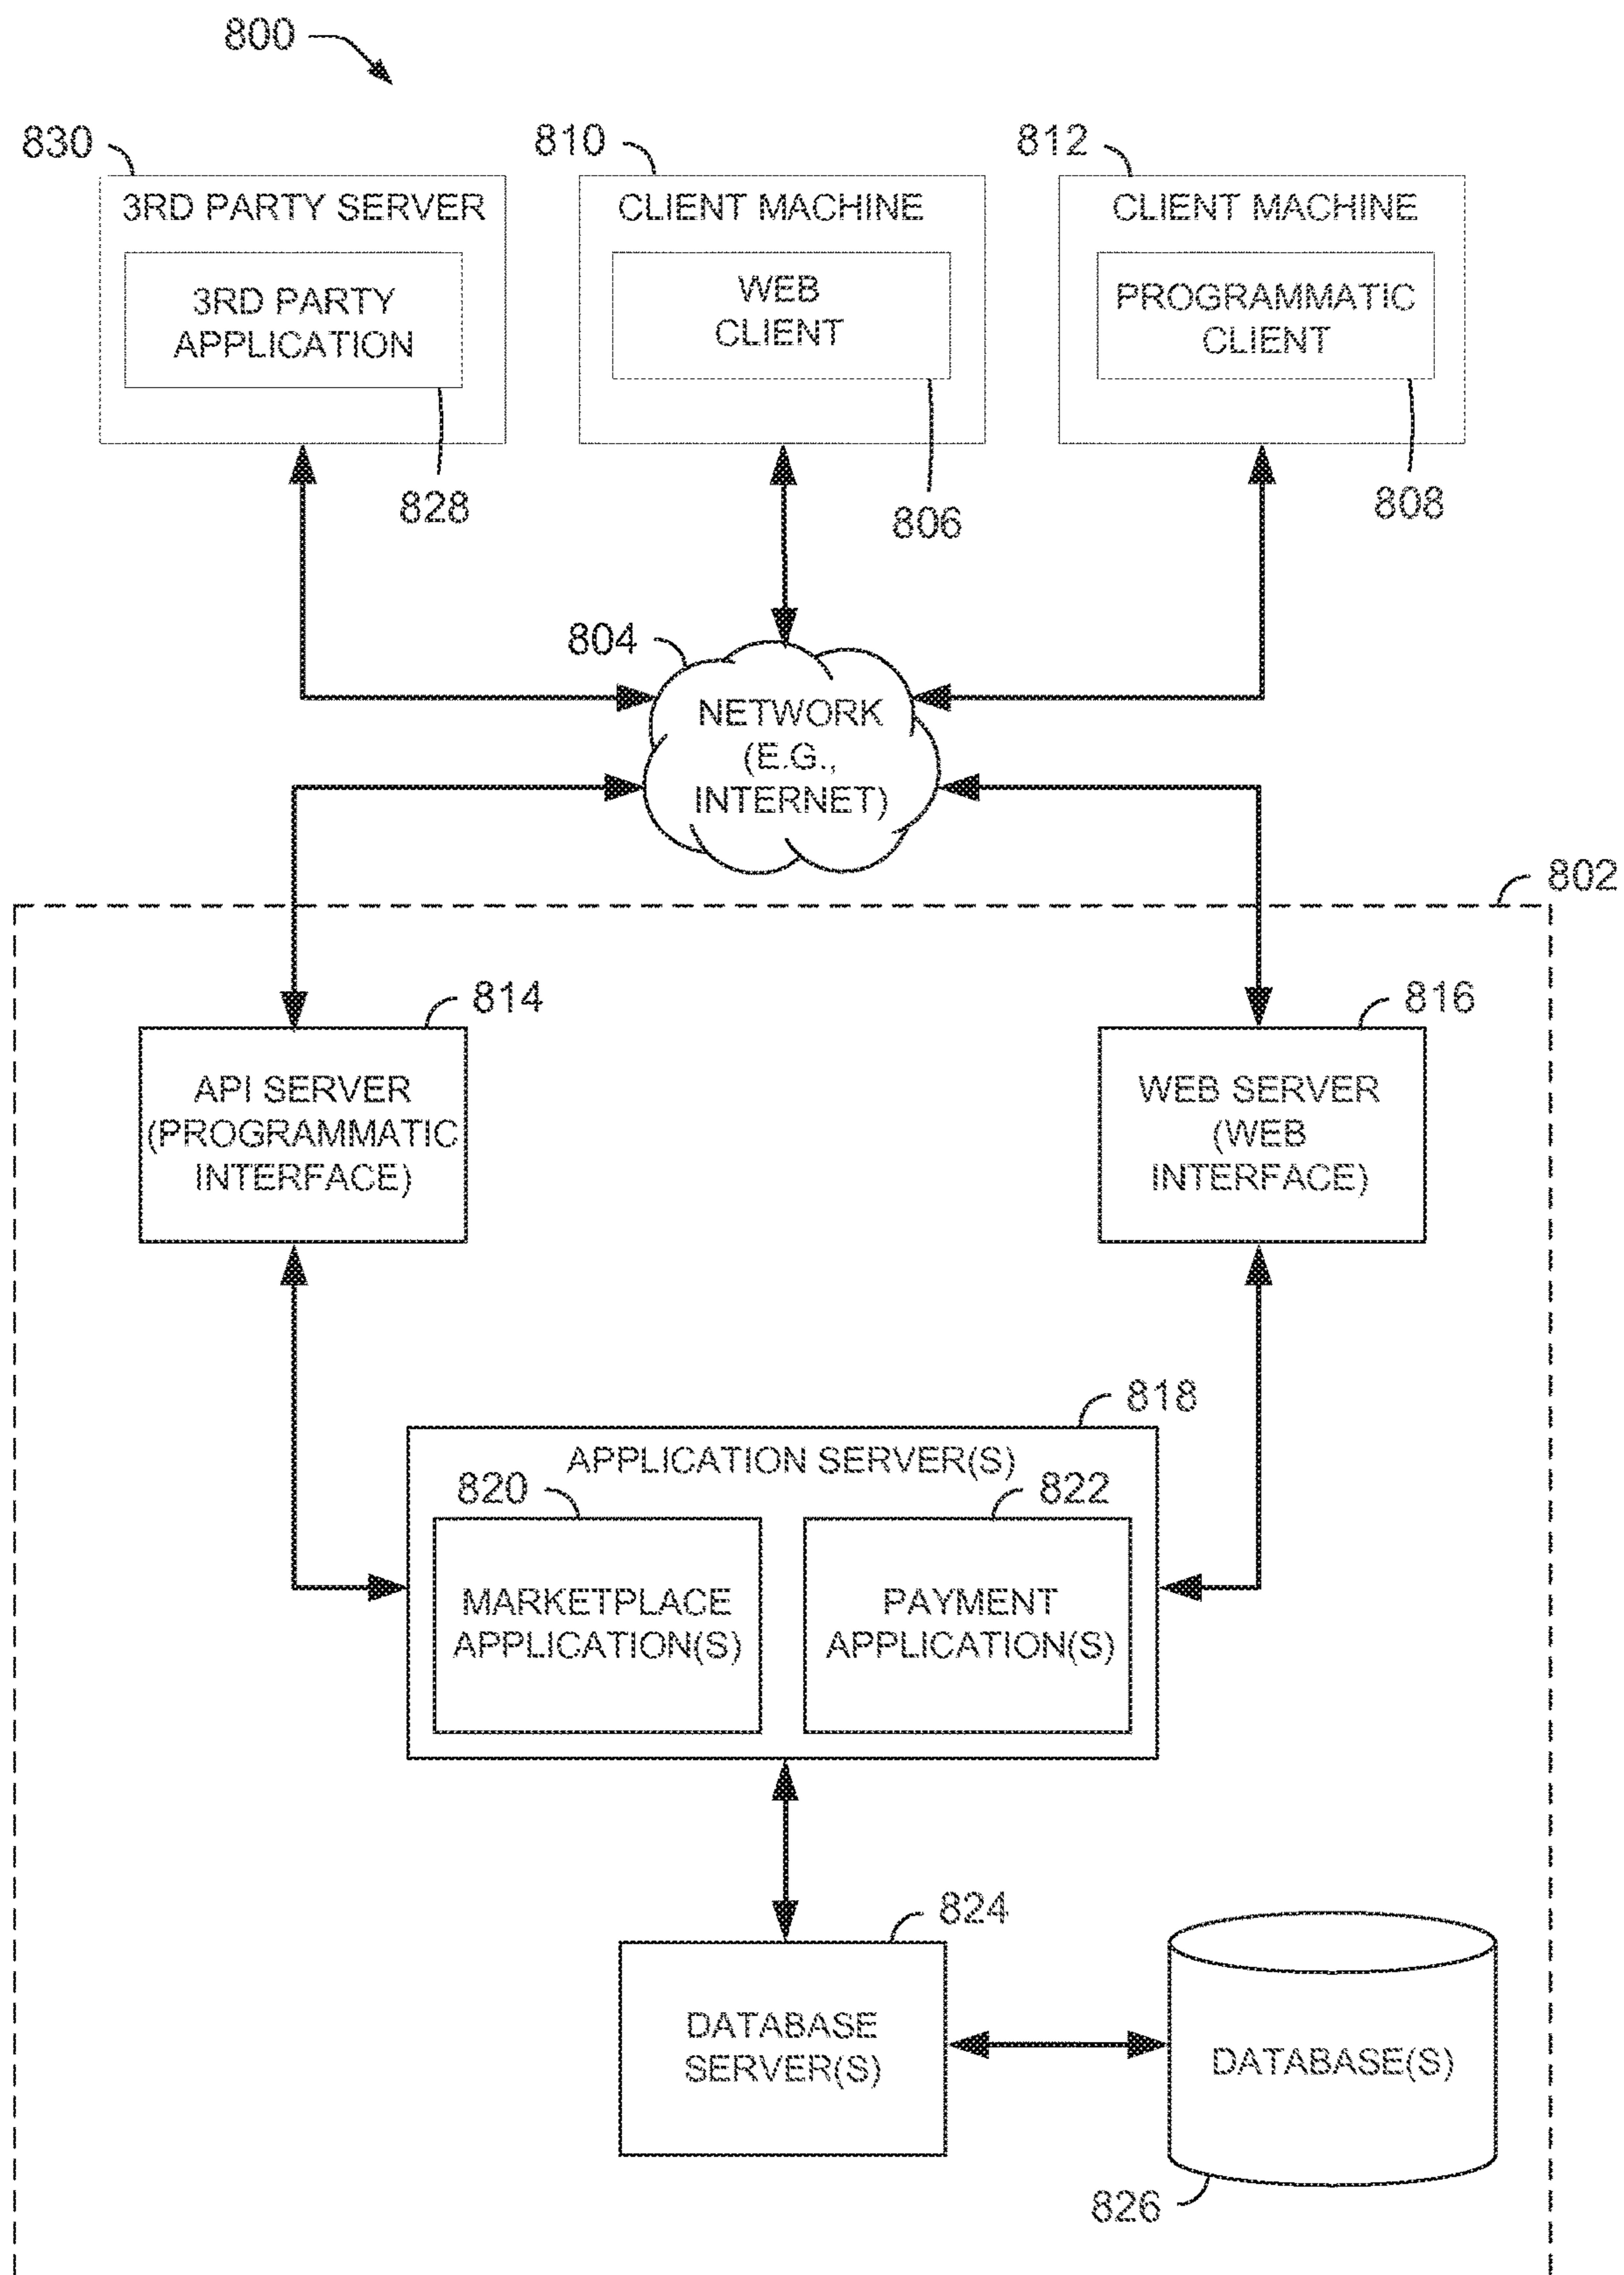 800
830
810
812
3RD PARTY SERVER
CLIENT MACHINE
CLIENT MACHINE
3RD PARTY
APPLICATION
WEB
CLIENT
PROGRAMMATIC
CLIENT
828
806
808
804
NETWORK
(E.G.,
INTERNET)
802
814
816
API SERVER
(PROGRAMMATIC
INTERFACE)
WEB SERVER
(WEB
INTERFACE)
818
APPLICATION SERVER(S)
820
822
MARKETPLACE
APPLICATION(S)
PAYMENT
APPLICATION(S)
824
DATABASE
SERVER(S)
DATABASE(S)
826